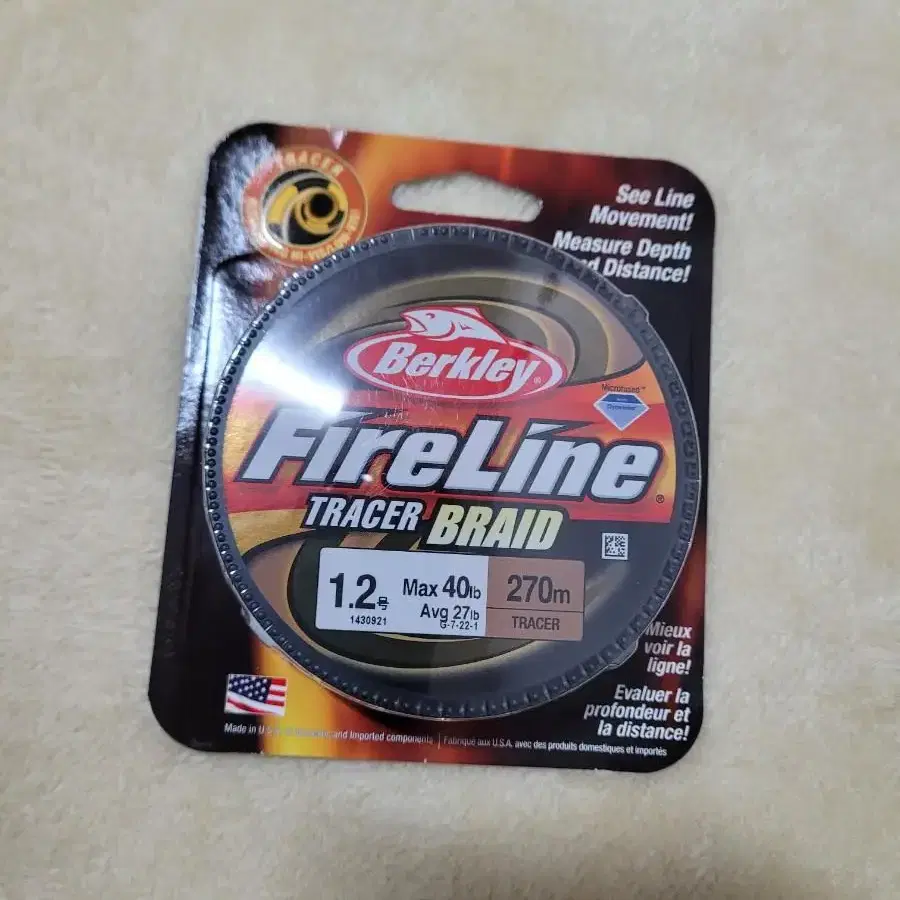 TRACER
See Line
Movement!
Measure Depth
Distance!
Berkley®
Microfused™
FireLine®
TRACER BRAID
1.2号
1430921
Max 40lb
Avg 27lb
G-7-22-1
270m
TRACER
Mieux
voir la
ligne!
Evaluer la
profondeur et
la distance!
Made in U.S. and Imported components
Fabriqué aux U.S.A. avec des produits domestiques et importés